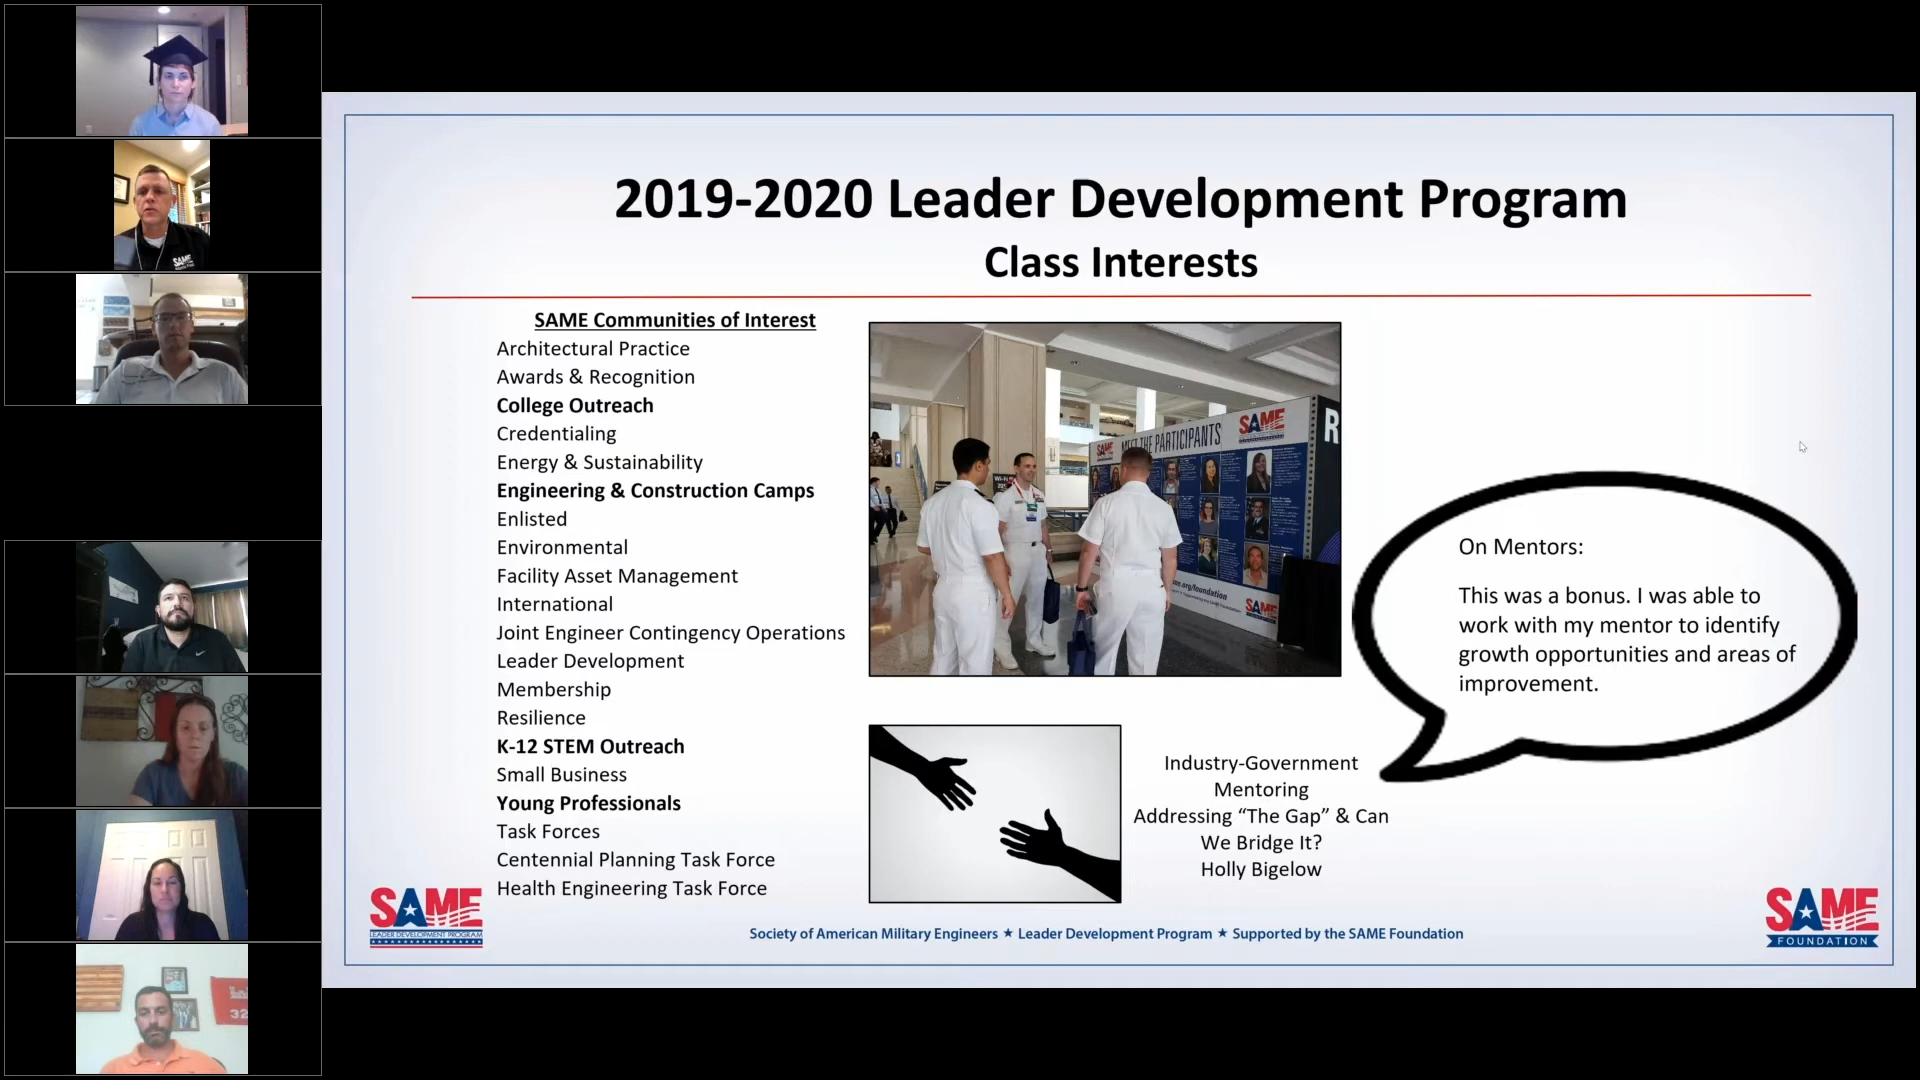 2019-2020 Leader Development Program
Class Interests
SAME Communities of Interest
Architectural Practice
Awards & Recognition
College Outreach
Credentialing
Energy & Sustainability
Engineering & Construction Camps
Enlisted
Environmental
Facility Asset Management
International
Joint Engineer Contingency Operations
Leader Development
Membership
Resilience
K-12 STEM Outreach
Small Business
Young Professionals
Task Forces
Centennial Planning Task Force
Health Engineering Task Force
MEET THE PARTICIPANTS
SAME
SAME
R
SAME
On Mentors:
This was a bonus. I was able to
work with my mentor to identify
growth opportunities and areas of
improvement.
Industry-Government
Mentoring
Addressing “The Gap” & Can
We Bridge It?
Holly Bigelow
SAME
LEADER DEVELOPMENT PROGRAM
Society of American Military Engineers ★ Leader Development Program ★ Supported by the SAME Foundation
SAME
FOUNDATION
SAME
32